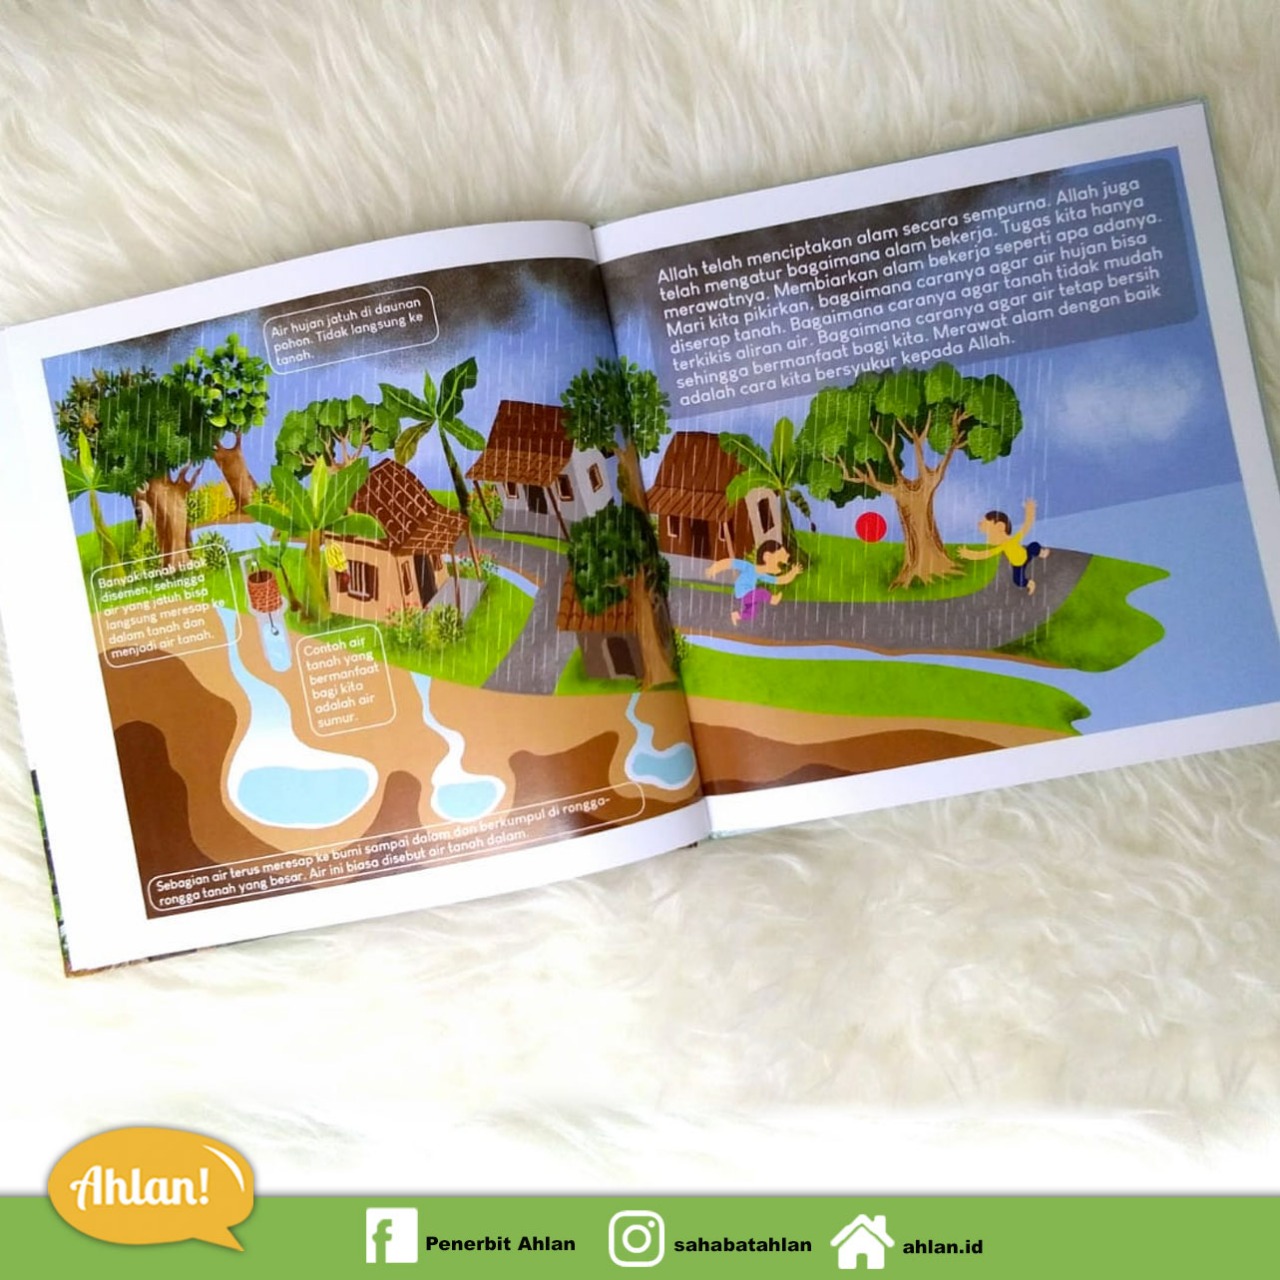 Air hujan jatuh di daunan
pohon. Tidak langsung ke
tanah.
Banyak tanah tidak
disemen, sehingga
air yang jatuh bisa
langsung meresap ke
dalam tanah dan
menjadi air tanah.
Contoh air
tanah yang
bermanfaat
bagi kita
adalah air
sumur.
Sebagian air terus meresap ke bumi sampai dalam dan berkumpul di rongga-
rongga tanah yang besar. Air ini biasa disebut air tanah dalam.
Allah telah menciptakan alam secara sempurna. Allah juga
telah mengatur bagaimana alam bekerja. Tugas kita hanya
merawatnya. Membiarkan alam bekerja seperti apa adanya.
Mari kita pikirkan, bagaimana caranya agar air hujan bisa
diserap tanah. Bagaimana caranya agar tanah tidak mudah
terkikis aliran air. Bagaimana caranya agar air tetap bersih
sehingga bermanfaat bagi kita. Merawat alam dengan baik
adalah cara kita bersyukur kepada Allah.
Ahlan!
Penerbit Ahlan
sahabatahlan
ahlan.id